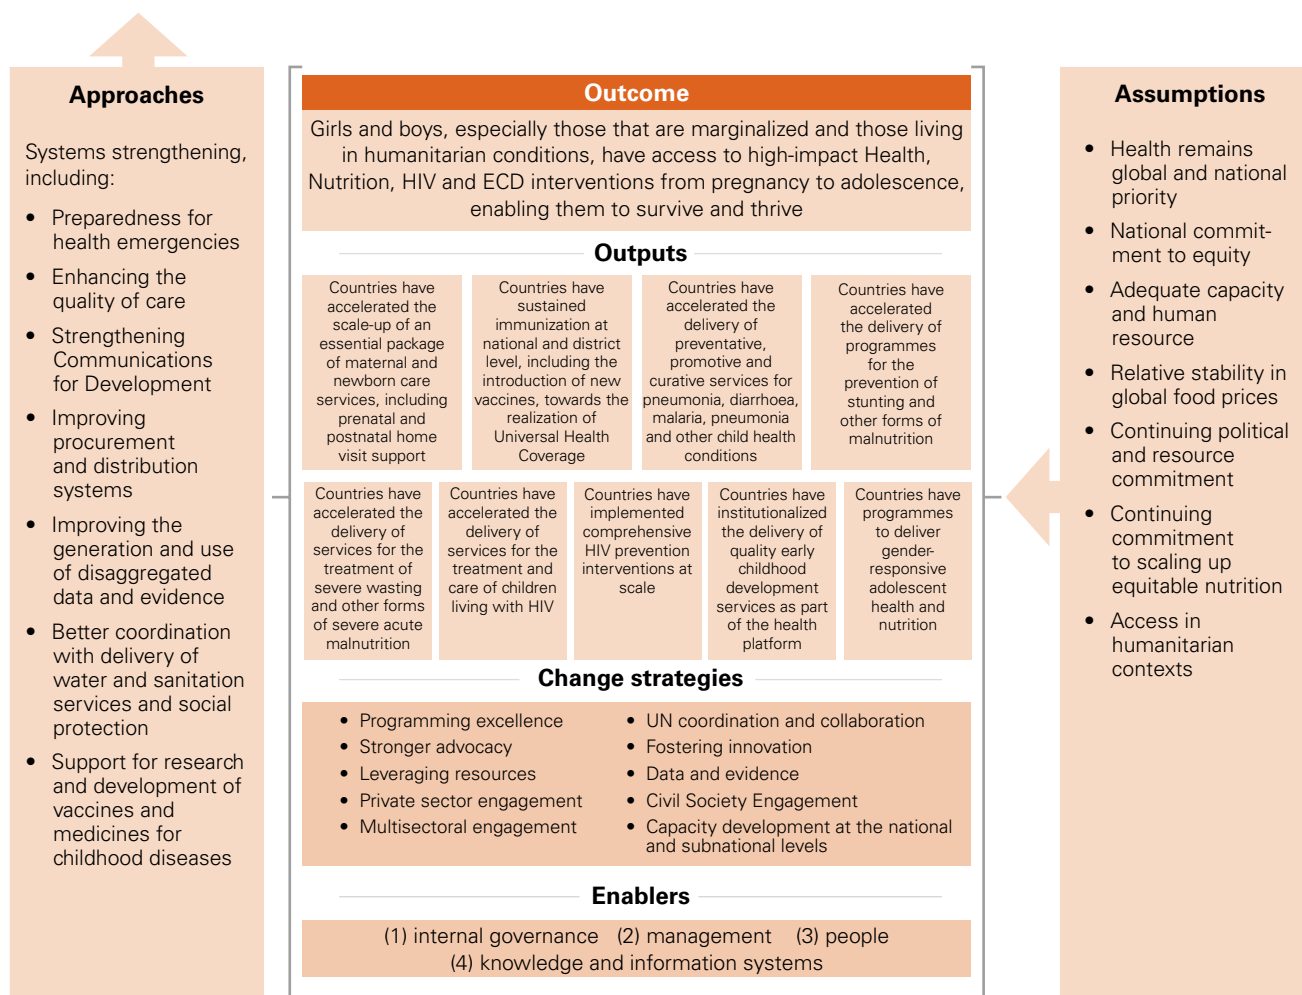 Approaches
Systems strengthening,
including:
• Preparedness for
health emergencies
• Enhancing the
quality of care
• Strengthening
Communications
for Development
• Improving
procurement
and distribution
systems
• Improving the
generation and use
of disaggregated
data and evidence
• Better coordination
with delivery of
water and sanitation
services and social
protection
• Support for research
and development of
vaccines and
medicines for
childhood diseases
Outcome
Girls and boys, especially those that are marginalized and those living
in humanitarian conditions, have access to high-impact Health,
Nutrition, HIV and ECD interventions from pregnancy to adolescence,
enabling them to survive and thrive
Outputs
Countries have
accelerated the
scale-up of an
essential package
of maternal and
newborn care
services, including
prenatal and
postnatal home
visit support
Countries have
sustained
immunization at
national and district
level, including the
introduction of new
vaccines, towards the
realization of
Universal Health
Coverage
Countries have
accelerated the
delivery of
preventative,
promotive and
curative services for
pneumonia, diarrhoea,
malaria, pneumonia
and other child health
conditions
Countries have
accelerated
the delivery of
programmes
for the
prevention of
stunting and
other forms of
malnutrition
Countries have
accelerated the
delivery of
services for the
treatment of
severe wasting
and other forms
of severe acute
malnutrition
Countries have
accelerated the
delivery of
services for the
treatment and
care of children
living with HIV
Countries have
implemented
comprehensive
HIV prevention
interventions at
scale
Countries have
institutionalized
the delivery of
quality early
childhood
development
services as part
of the health
platform
Countries have
programmes
to deliver
gender-
responsive
adolescent
health and
nutrition
Change strategies
• Programming excellence
• Stronger advocacy
• Leveraging resources
• Private sector engagement
• Multisectoral engagement
• UN coordination and collaboration
• Fostering innovation
• Data and evidence
• Civil Society Engagement
• Capacity development at the national
and subnational levels
Enablers
(1) internal governance (2) management (3) people
(4) knowledge and information systems
Assumptions
• Health remains
global and national
priority
• National commit-
ment to equity
• Adequate capacity
and human
resource
• Relative stability in
global food prices
• Continuing political
and resource
commitment
• Continuing
commitment
to scaling up
equitable nutrition
• Access in
humanitarian
contexts